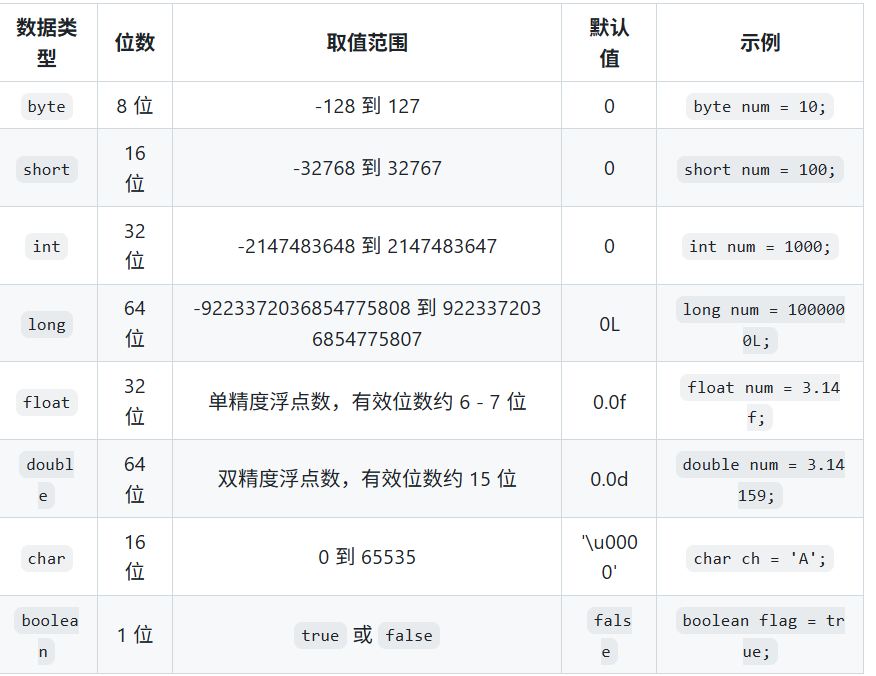 数据类型 位数 取值范围 默认值 示例
byte 8 位 -128 到 127 0 byte num = 10;
short 16 位 -32768 到 32767 0 short num = 100;
int 32 位 -2147483648 到 2147483647 0 int num = 1000;
long 64 位 -9223372036854775808 到 9223372036854775807 0L long num = 1000000L;
float 32 位 单精度浮点数，有效位数约 6 - 7 位 0.0f float num = 3.14f;
double 64 位 双精度浮点数，有效位数约 15 位 0.0d double num = 3.14159;
char 16 位 0 到 65535 '\u0000' char ch = 'A';
boolean 1 位 true 或 false false boolean flag = true;